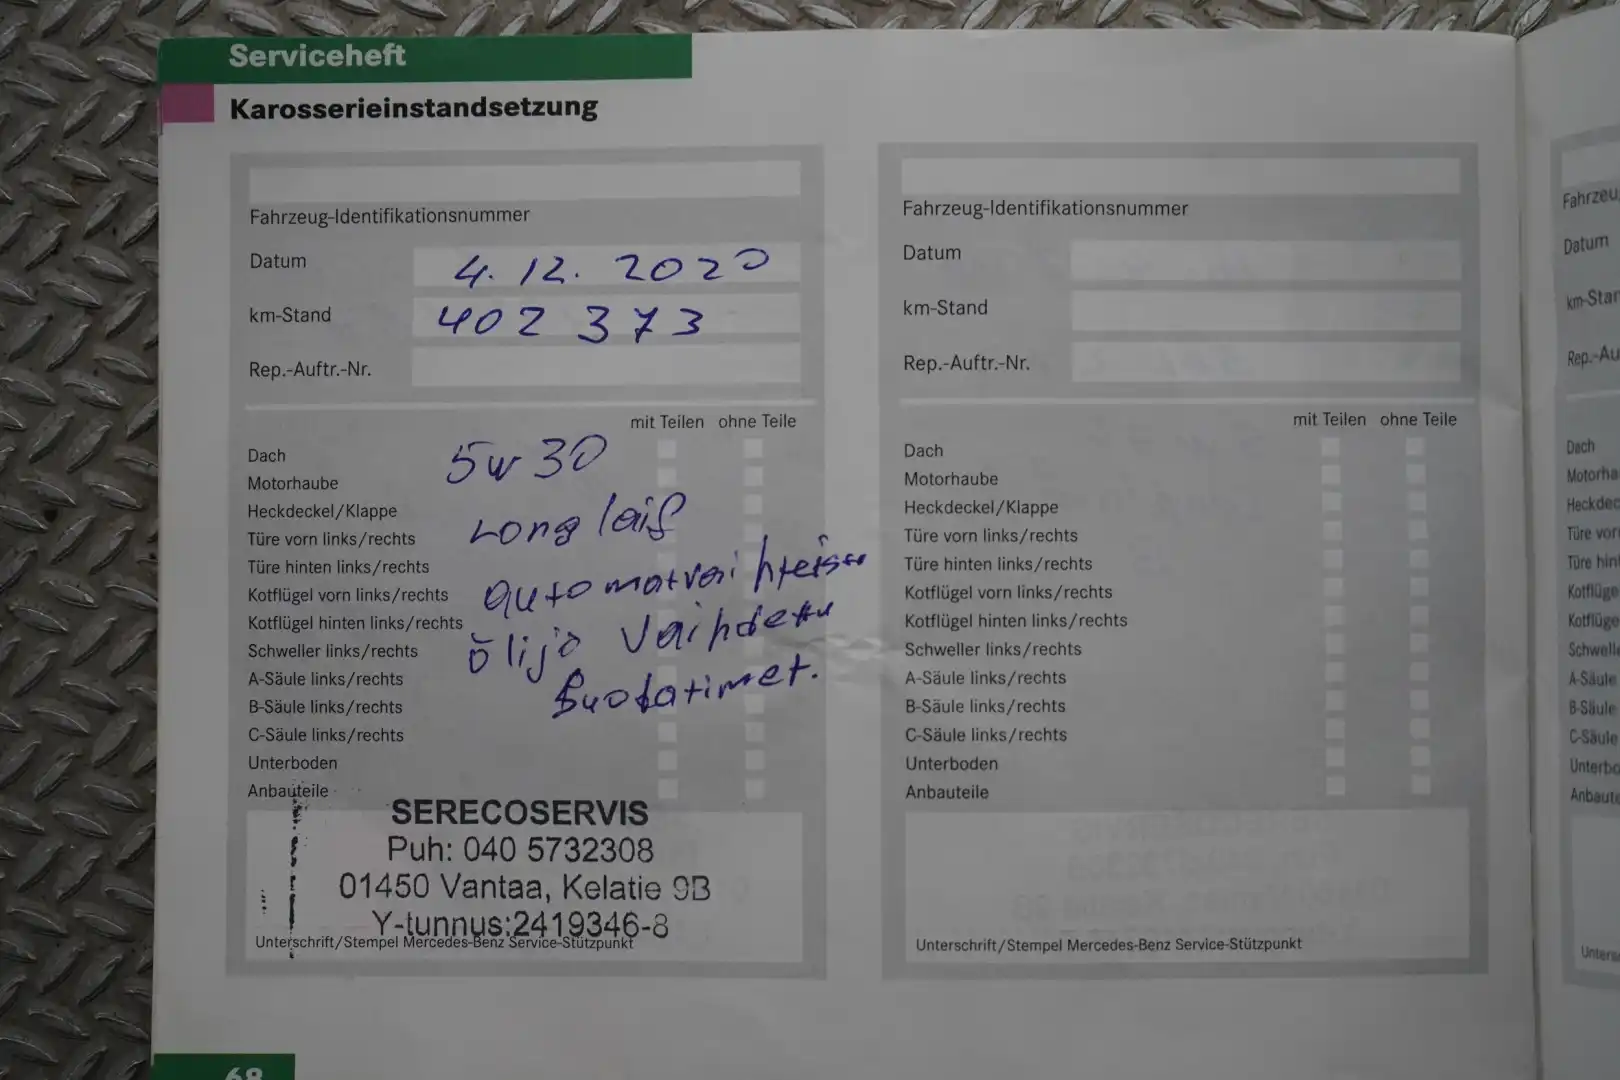 Serviceheft
Karosserieinstandsetzung
Fahrzeug-Identifikationsnummer
Datum 4.12.2020
km-Stand 402 373
Rep.-Auftr.-Nr.
mit Teilen ohne Teile
Dach
Motorhaube
Heckdeckel/Klappe
Türe vorn links/rechts
Türe hinten links/rechts
Kotflügel vorn links/rechts
Kotflügel hinten links/rechts
Schweller links/rechts
A-Säule links/rechts
B-Säule links/rechts
C-Säule links/rechts
Unterboden
Anbauteile
5w30
Long laif
ölijö
SERECOSERVIS
Puh: 040 5732308
01450 Vantaa, Kelatie 9B
Y-tunnus:2419346-8
Unterschrift/Stempel Mercedes-Benz Service-Stützpunkt
Fahrzeug-Identifikationsnummer
Datum
km-Stand
Rep.-Auftr.-Nr.
mit Teilen ohne Teile
Dach
Motorhaube
Heckdeckel/Klappe
Türe vorn links/rechts
Türe hinten links/rechts
Kotflügel vorn links/rechts
Kotflügel hinten links/rechts
Schweller links/rechts
A-Säule links/rechts
B-Säule links/rechts
C-Säule links/rechts
Unterboden
Anbauteile
Unterschrift/Stempel Mercedes-Benz Service-Stützpunkt
Datum
Dach
68